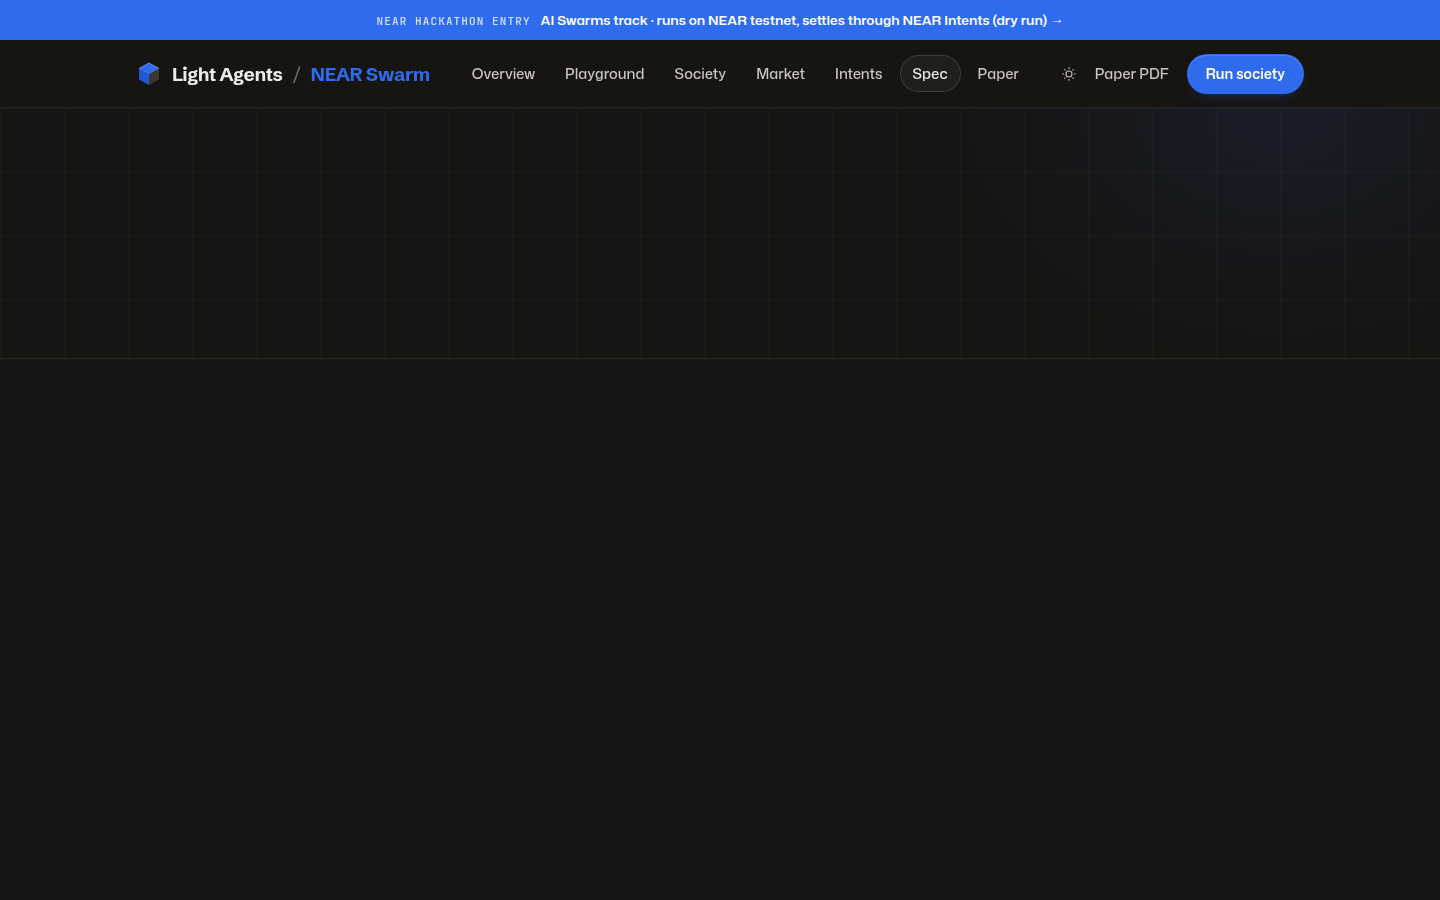 NEAR HACKATHON ENTRY AI Swarms track · runs on NEAR testnet, settles through NEAR Intents (dry run) →
Light Agents / NEAR Swarm Overview Playground Society Market Intents Spec Paper Paper PDF Run society